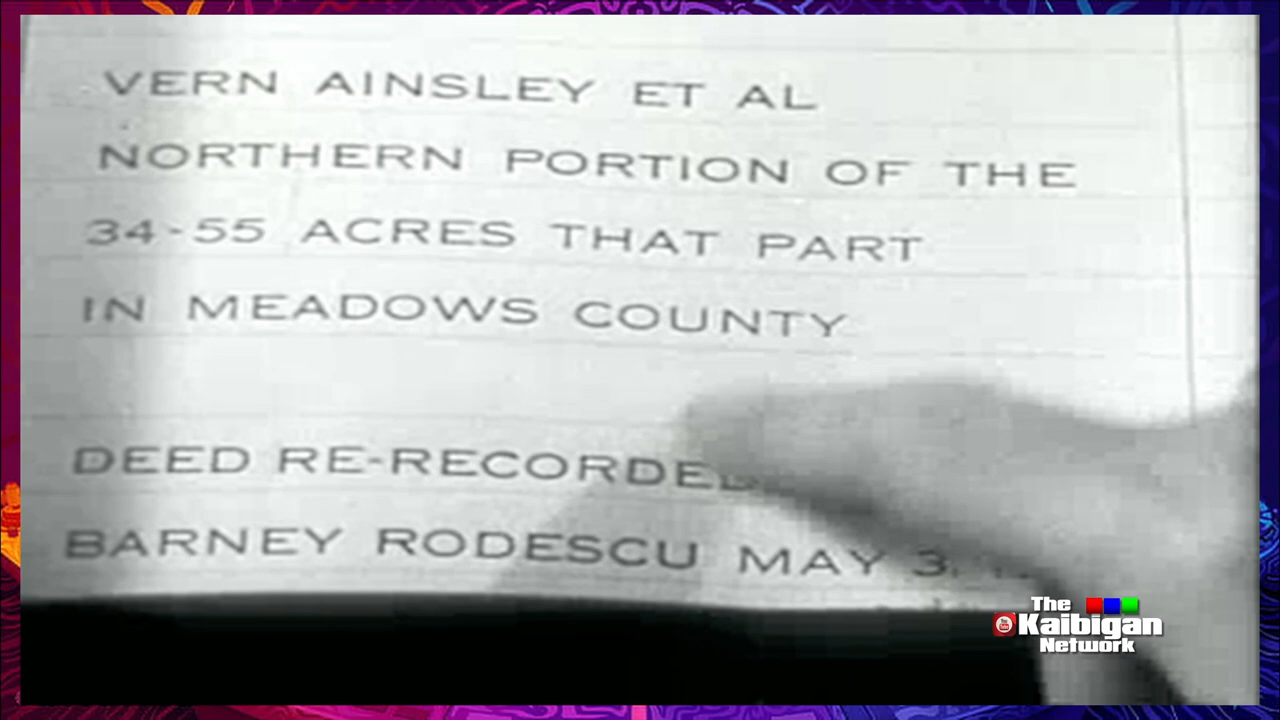 VERN AINSLEY ET AL
NORTHERN PORTION OF THE
34-55 ACRES THAT PART
IN MEADOWS COUNTY
DEED RE-RECORDED
BARNEY RODESCU MAY 3,
The
Kaibigan
Network